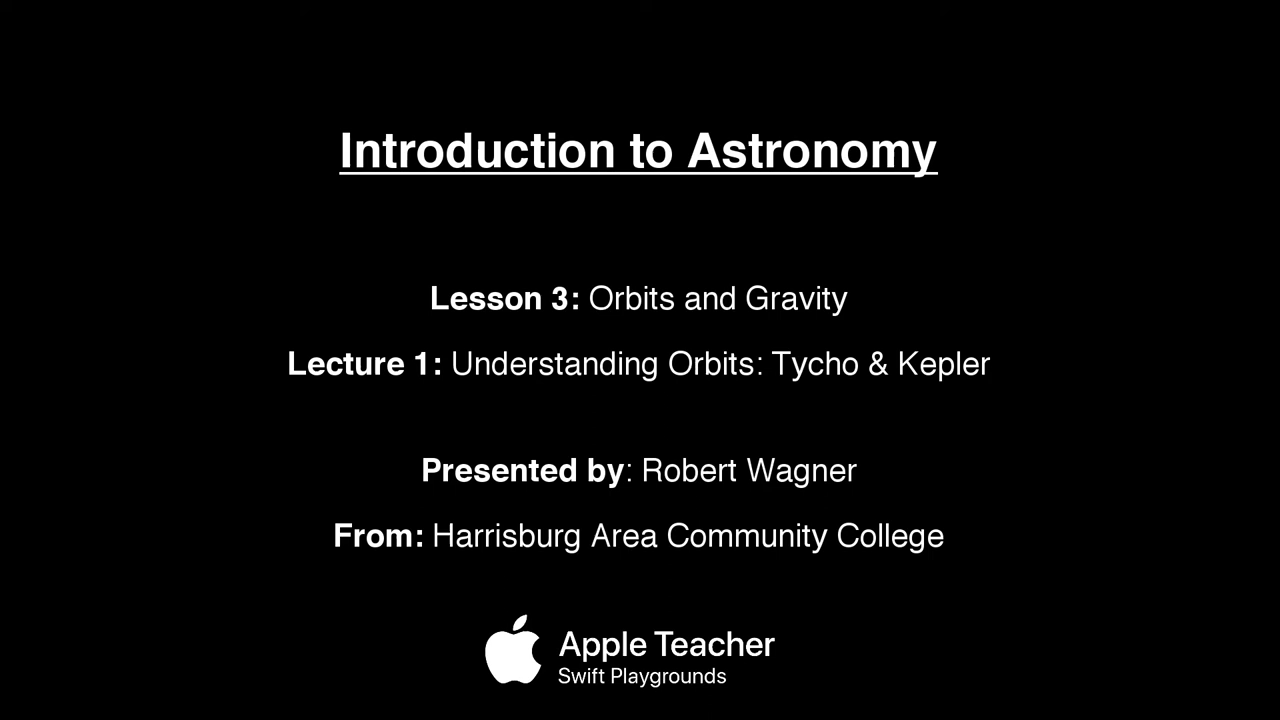 Introduction to Astronomy
Lesson 3: Orbits and Gravity
Lecture 1: Understanding Orbits: Tycho & Kepler
Presented by: Robert Wagner
From: Harrisburg Area Community College
Apple Teacher
Swift Playgrounds